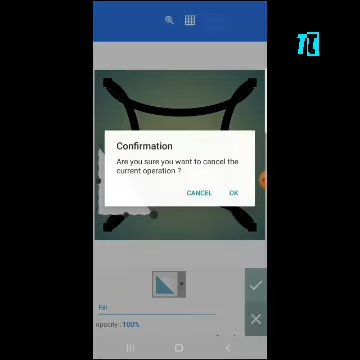 Confirmation
Are you sure you want to cancel the
current operation ?
CANCEL OK
Fill
opacity : 100%